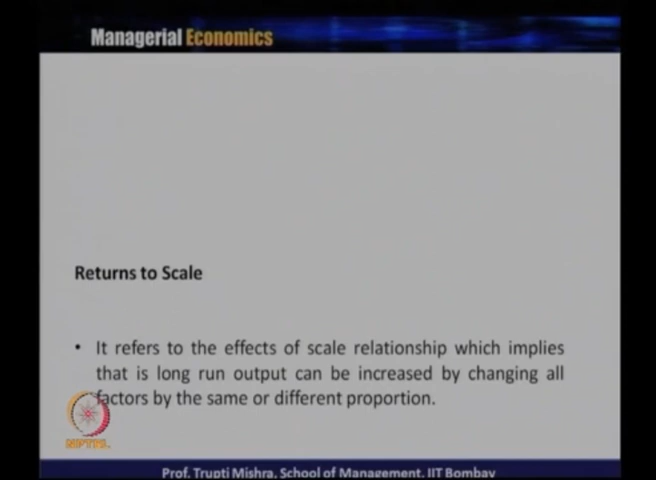 Managerial Economics
Returns to Scale
• It refers to the effects of scale relationship which implies
that is long run output can be increased by changing all
factors by the same or different proportion.
NPTEL
Prof. Trupti Mishra, School of Management, IIT Bombay